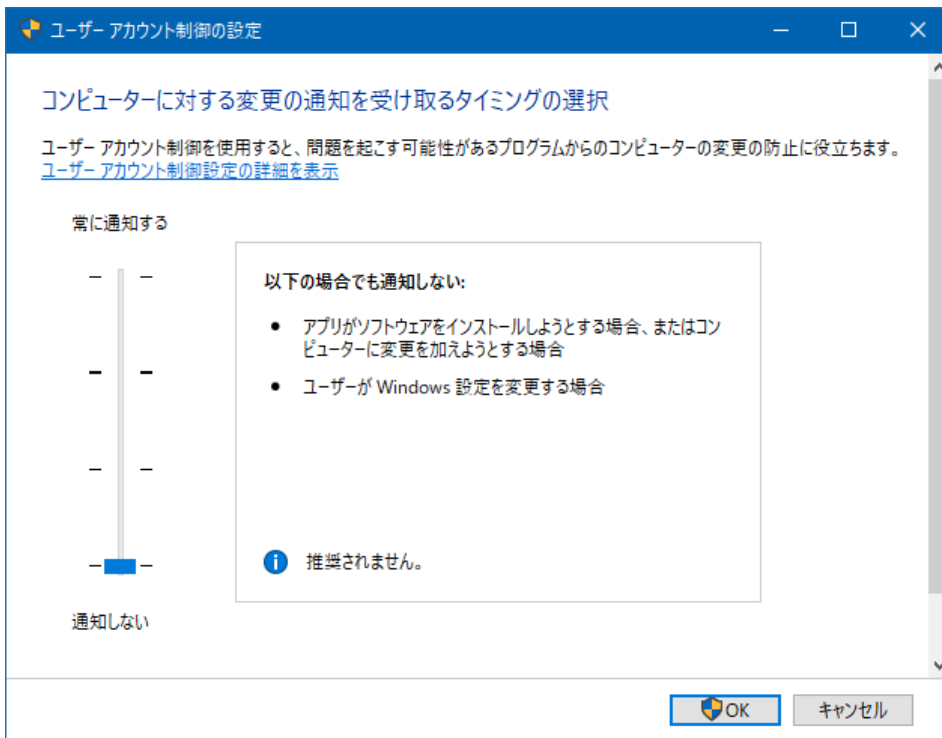 ユーザー アカウント制御の設定
コンピューターに対する変更の通知を受け取るタイミングの選択
ユーザー アカウント制御を使用すると、問題を起こす可能性があるプログラムからのコンピューターの変更の防止に役立ちます。
ユーザー アカウント制御設定の詳細を表示
常に通知する
以下の場合でも通知しない:
● アプリがソフトウェアをインストールしようとする場合、またはコン
ピューターに変更を加えようとする場合
● ユーザーが Windows 設定を変更する場合
推奨されません。
通知しない
OK
キャンセル